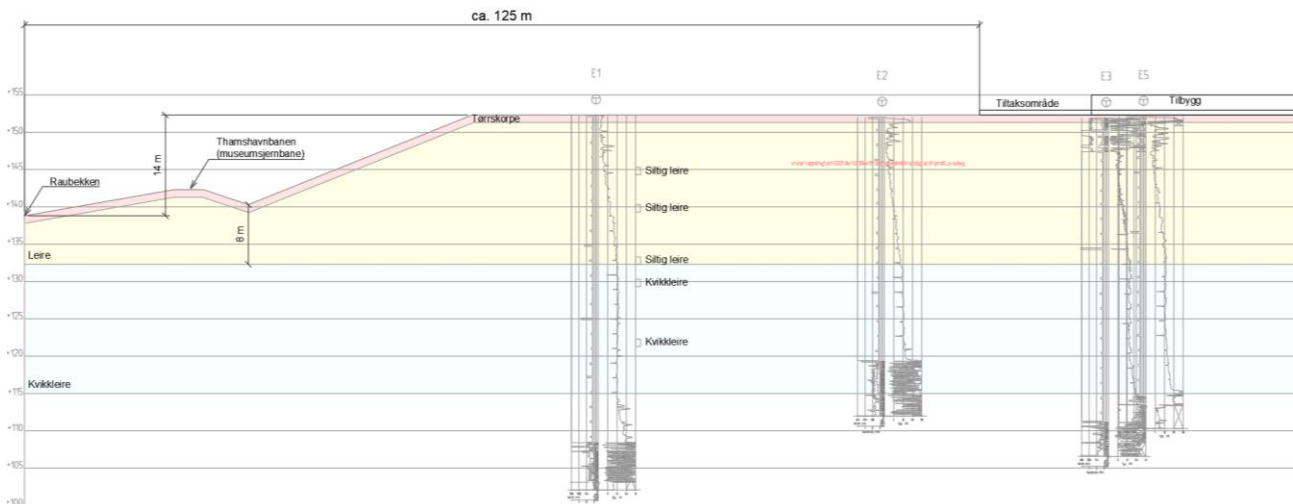 ca. 125 m
E1
E2
E3
E5
Tiltaksområde
Tilbygg
+155
+150
+145
+140
+135
+130
+125
+120
+115
+110
+105
+100
Tørrskorpe
Thamshavnbanen
(museumsjernbane)
14 m
Raubekken
8 m
Siltig leire
Siltig leire
Siltig leire
Leire
Kvikkleire
Kvikkleire
Kvikkleire